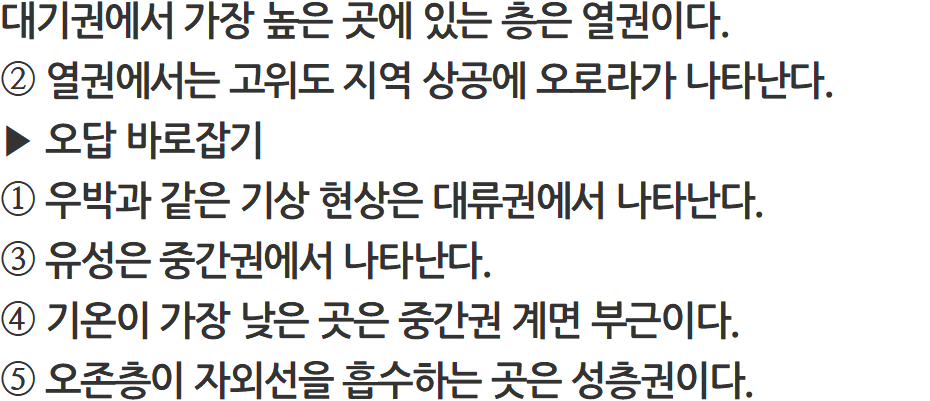 대기권에서 가장 높은 곳에 있는 층은 열권이다.
② 열권에서는 고위도 지역 상공에 오로라가 나타난다.
▶ 오답 바로잡기
① 우박과 같은 기상 현상은 대류권에서 나타난다.
③ 유성은 중간권에서 나타난다.
④ 기온이 가장 낮은 곳은 중간권 계면 부근이다.
⑤ 오존층이 자외선을 흡수하는 곳은 성층권이다.